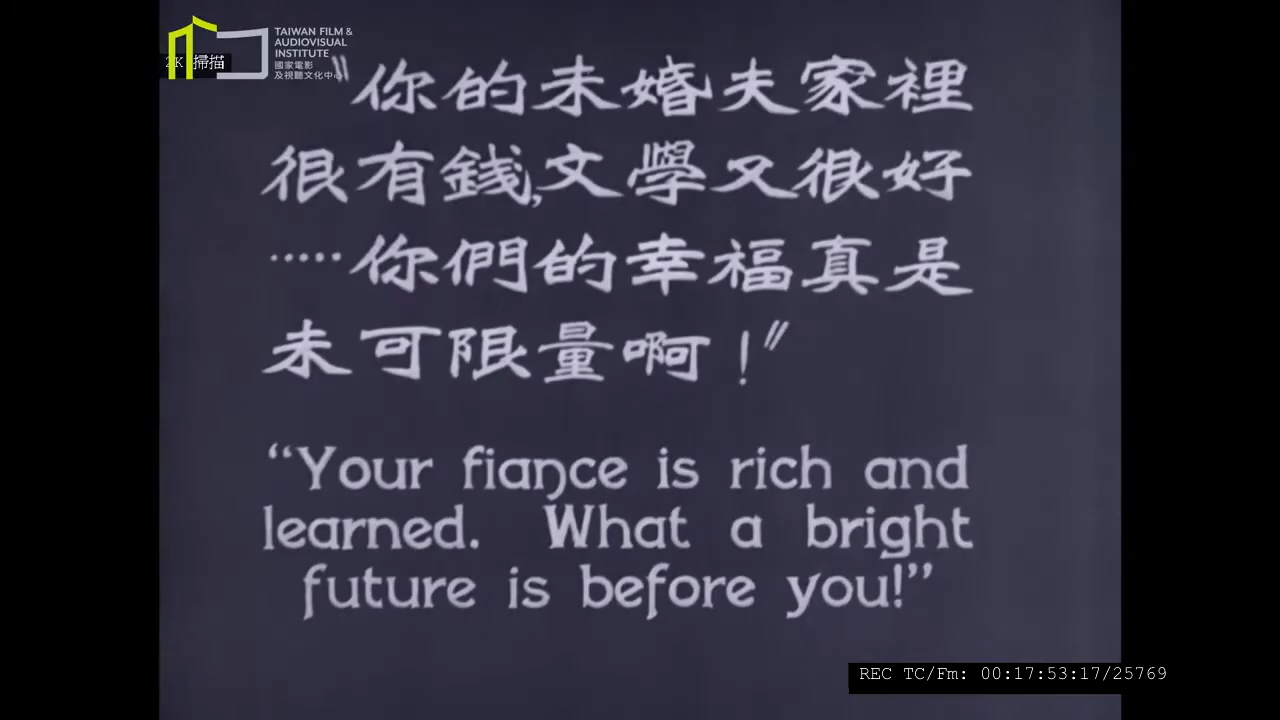 TAIWAN FILM &
AUDIOVISUAL
INSTITUTE
國家電影
及視聽文化中心
2K 掃描
“你的未婚夫家裡
很有錢,文學又很好
.....你們的幸福真是
未可限量啊!”
“Your fiance is rich and
learned. What a bright
future is before you!”
REC TC/Fm: 00:17:53:17/25769